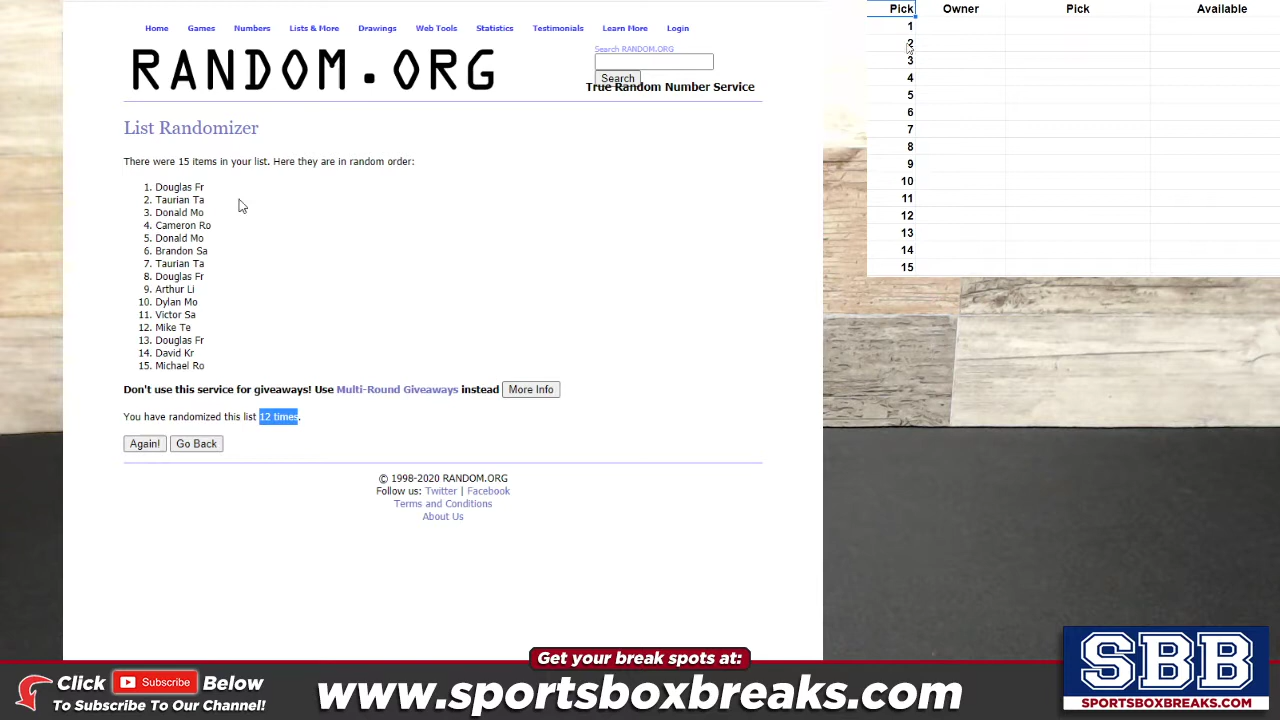 Home Games Numbers Lists & More Drawings Web Tools Statistics Testimonials Learn More Login
RANDOM.ORG
Search RANDOM.ORG
Search
True Random Number Service
List Randomizer
There were 15 items in your list. Here they are in random order:
1. Douglas Fr
2. Taurian Ta
3. Donald Mo
4. Cameron Ro
5. Donald Mo
6. Brandon Sa
7. Taurian Ta
8. Douglas Fr
9. Arthur Li
10. Dylan Mo
11. Victor Sa
12. Mike Te
13. Douglas Fr
14. David Kr
15. Michael Ro
Don't use this service for giveaways! Use Multi-Round Giveaways instead More Info
You have randomized this list 12 times.
Again! Go Back
© 1998-2020 RANDOM.ORG
Follow us: Twitter | Facebook
Terms and Conditions
About Us
Pick Owner Pick Available
1
2
3
4
5
6
7
8
9
10
11
12
13
14
15
Get your break spots at:
Click Subscribe Below
To Subscribe To Our Channel!
www.sportsboxbreaks.com
SBB
SPORTSBOXBREAKS.COM